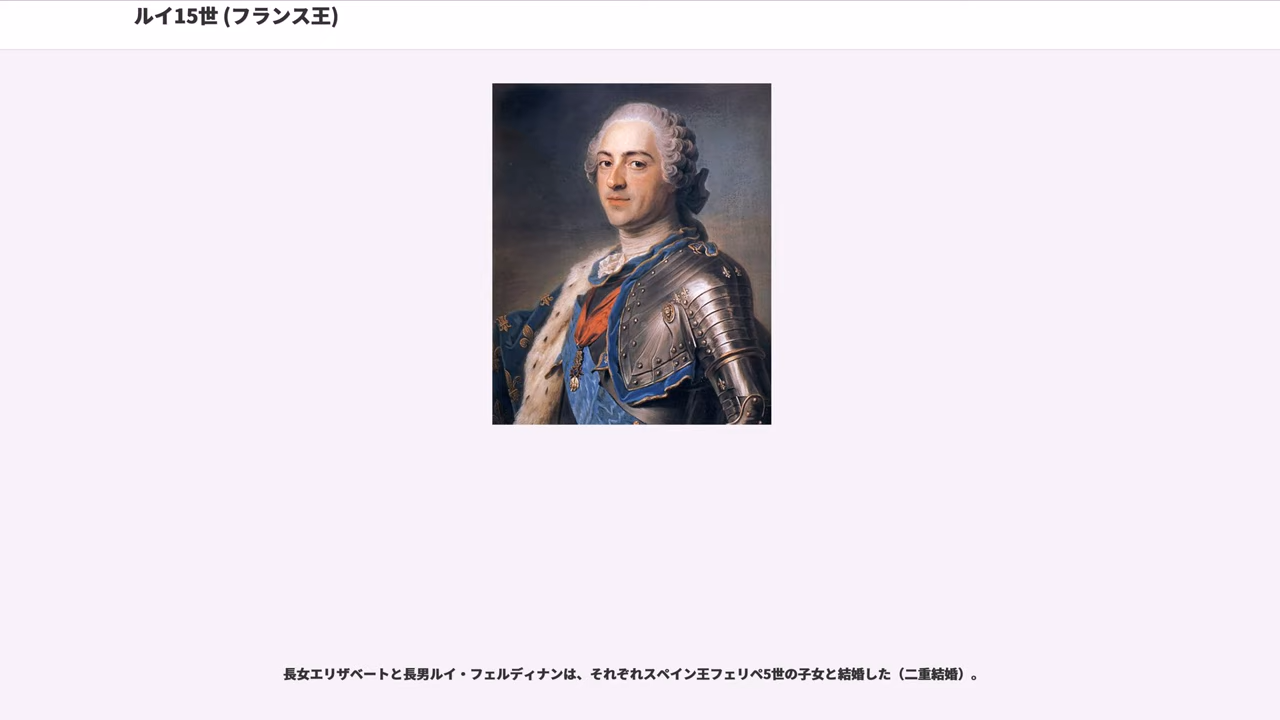 ルイ15世 (フランス王)
長女エリザベートと長男ルイ・フェルディナンは、それぞれスペイン王フェリペ5世の子女と結婚した（二重結婚）。